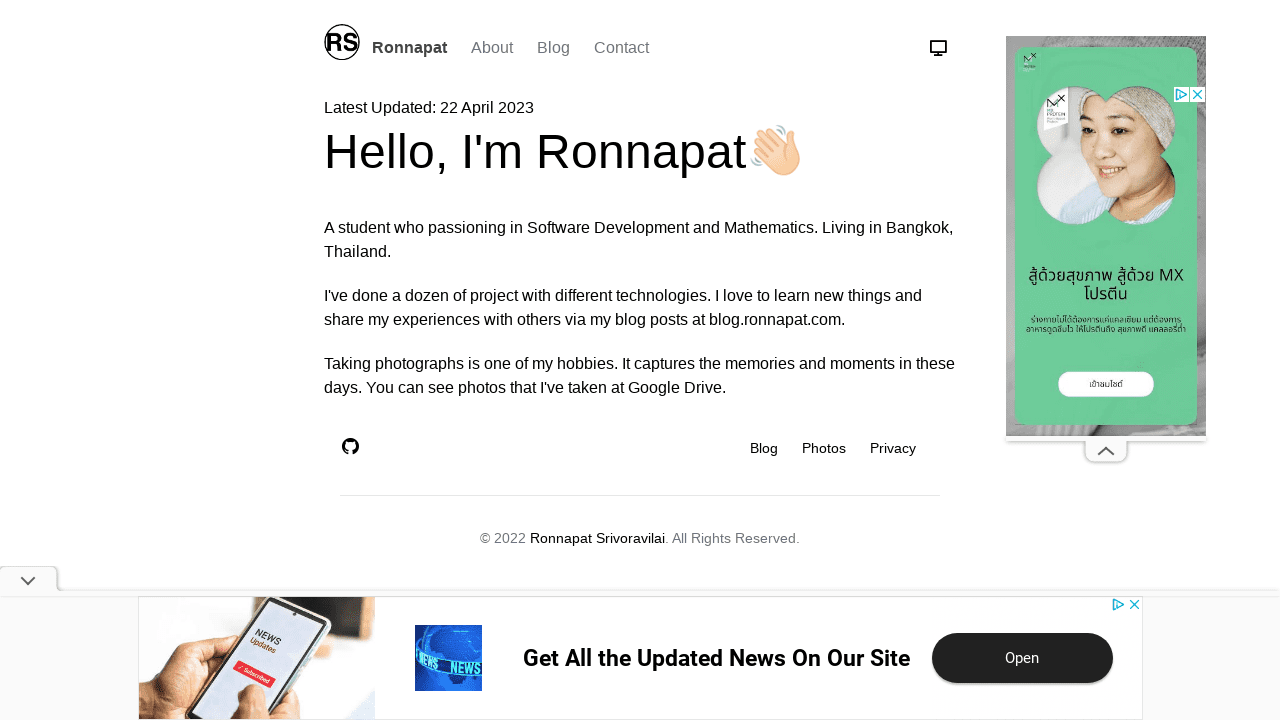 RS
Ronnapat
About
Blog
Contact
Latest Updated: 22 April 2023
Hello, I'm Ronnapat👋🏻
A student who passioning in Software Development and Mathematics. Living in Bangkok,
Thailand.
I've done a dozen of project with different technologies. I love to learn new things and
share my experiences with others via my blog posts at blog.ronnapat.com.
Taking photographs is one of my hobbies. It captures the memories and moments in these
days. You can see photos that I've taken at Google Drive.
Blog
Photos
Privacy
© 2022 Ronnapat Srivoravilai. All Rights Reserved.
สู้ด้วยสุขภาพ สู้ด้วย MX
โปรตีน
ร่างกายไม่ได้ต้องการแค่แคลเซียม แต่ต้องการ
อาหารดูดซึมไว ให้โปรตีนถึง สุขภาพดี แคลลอรี่ต่ำ
เข้าชมไซต์
NEWS
Updates
Subscribed
NEWS NEWS
Get All the Updated News On Our Site
Open